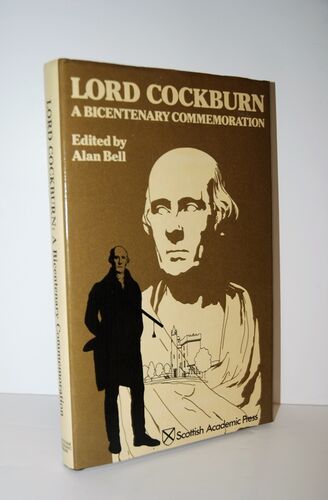 LORD COCKBURN
A BICENTENARY COMMEMORATION
Edited by
Alan Bell
Scottish Academic Press
LORD COCKBURN: A Bicentenary Commemoration